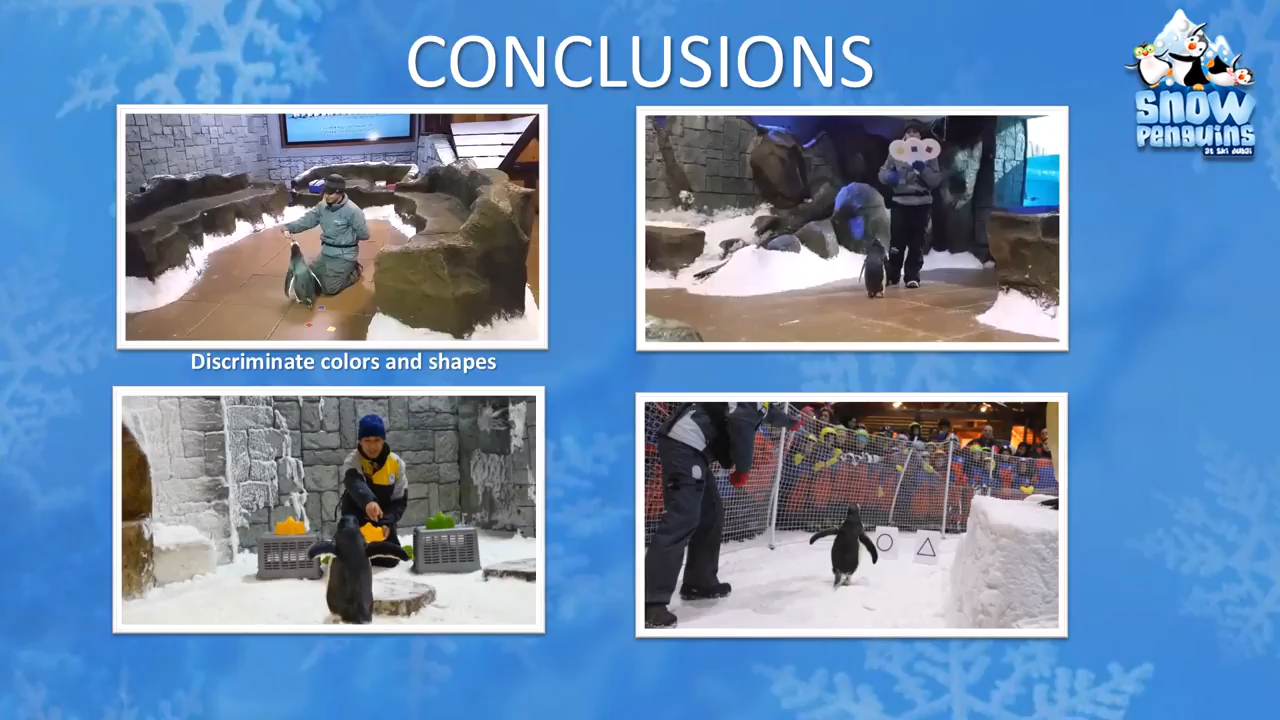 CONCLUSIONS
SNOW
PENGUINS
at Ski Dubai
Discriminate colors and shapes